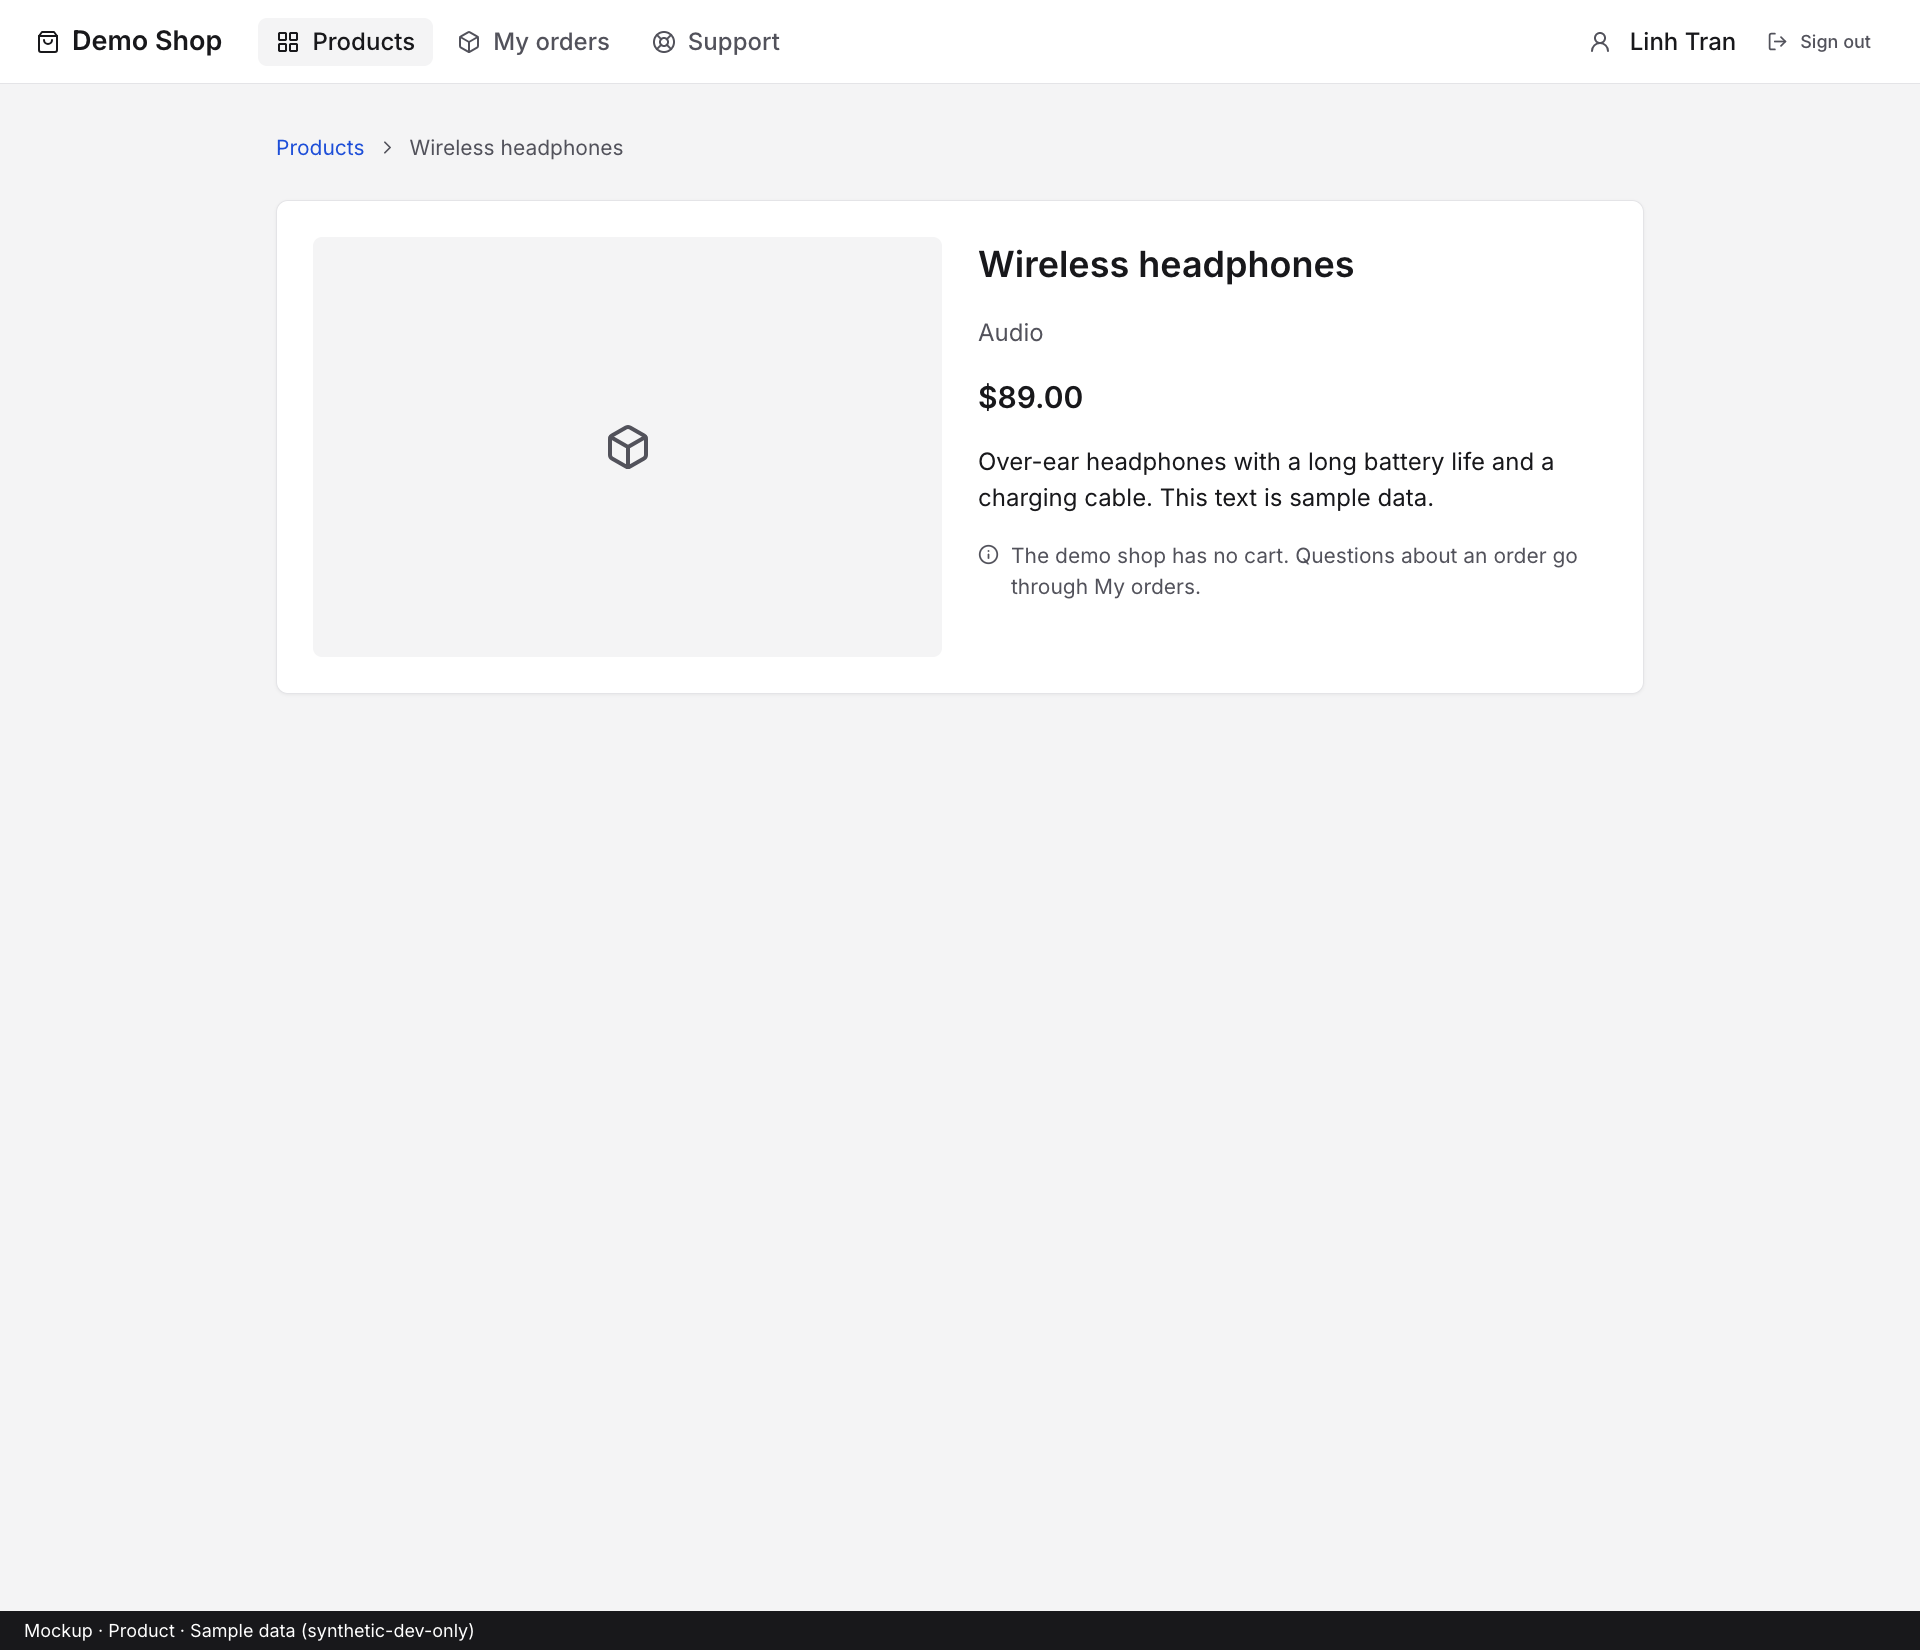 Demo Shop
Products
My orders
Support
Linh Tran
Sign out
Products
Wireless headphones
Wireless headphones
Audio
$89.00
Over-ear headphones with a long battery life and a
charging cable. This text is sample data.
The demo shop has no cart. Questions about an order go
through My orders.
Mockup · Product · Sample data (synthetic-dev-only)